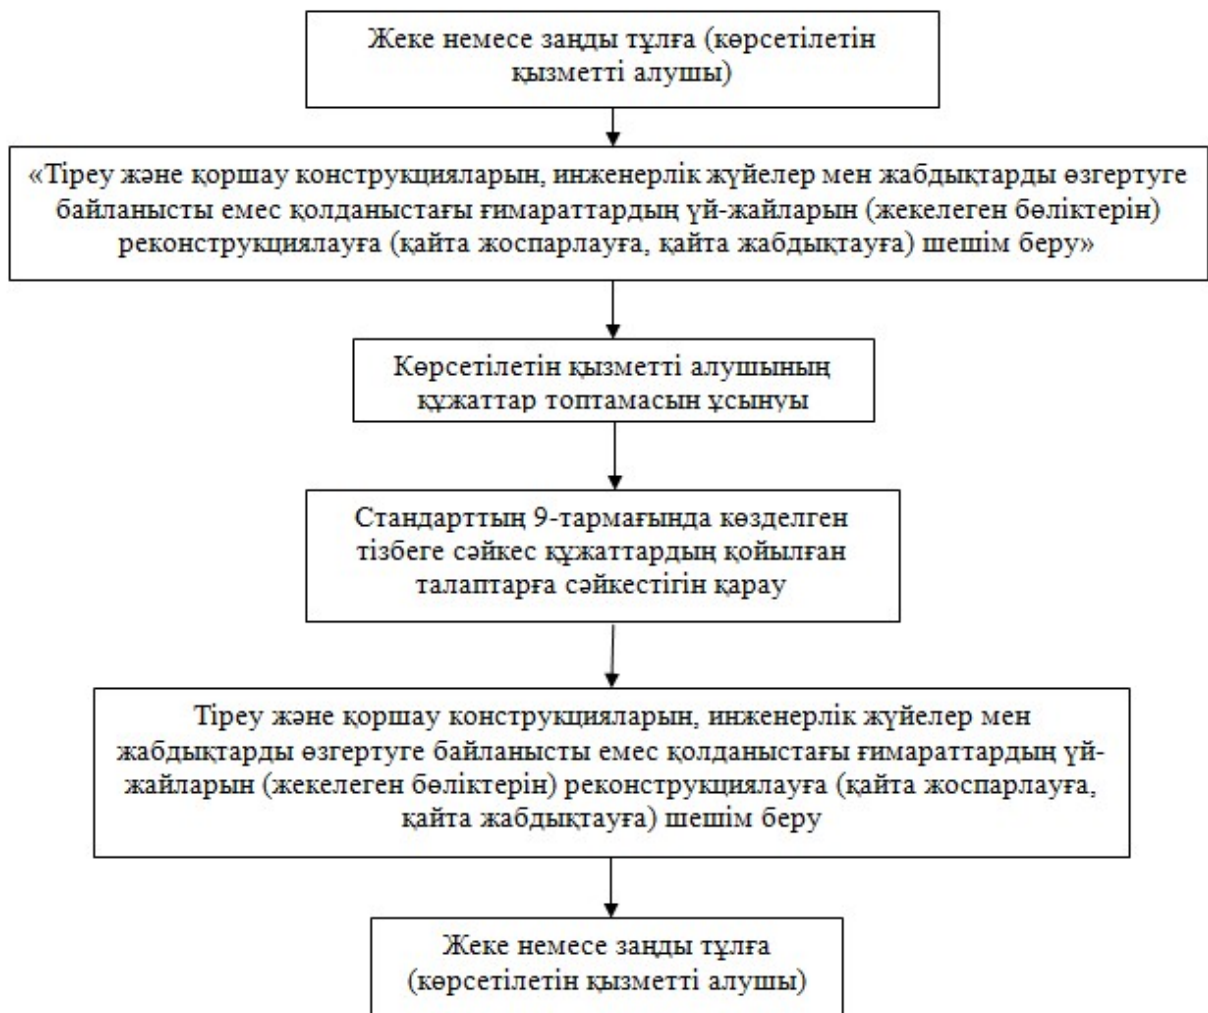 Жеке немесе заңды тұлға (көрсетілетін
қызметті алушы)
«Тіреу және қоршау конструкцияларын, инженерлік жүйелер мен жабдықтарды өзгертуге
байланысты емес қолданыстағы ғимараттардың үй-жайларын (жекелеген бөліктерін)
реконструкциялауға (қайта жоспарлауға, қайта жабдықтауға) шешім беру»
Көрсетілетін қызметті алушының
құжаттар топтамасын ұсынуы
Стандарттың 9-тармағында көзделген
тізбеге сәйкес құжаттардың қойылған
талаптарға сәйкестігін қарау
Тіреу және қоршау конструкцияларын, инженерлік жүйелер мен
жабдықтарды өзгертуге байланысты емес қолданыстағы ғимараттардың үй-
жайларын (жекелеген бөліктерін) реконструкциялауға (қайта жоспарлауға,
қайта жабдықтауға) шешім беру
Жеке немесе заңды тұлға
(көрсетілетін қызметті алушы)